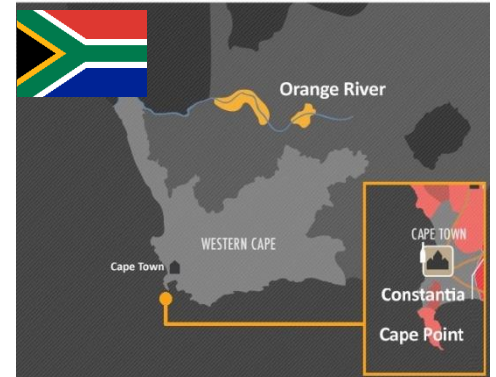 Orange River
WESTERN CAPE
Cape Town
CAPE TOWN
Constantia
Cape Point